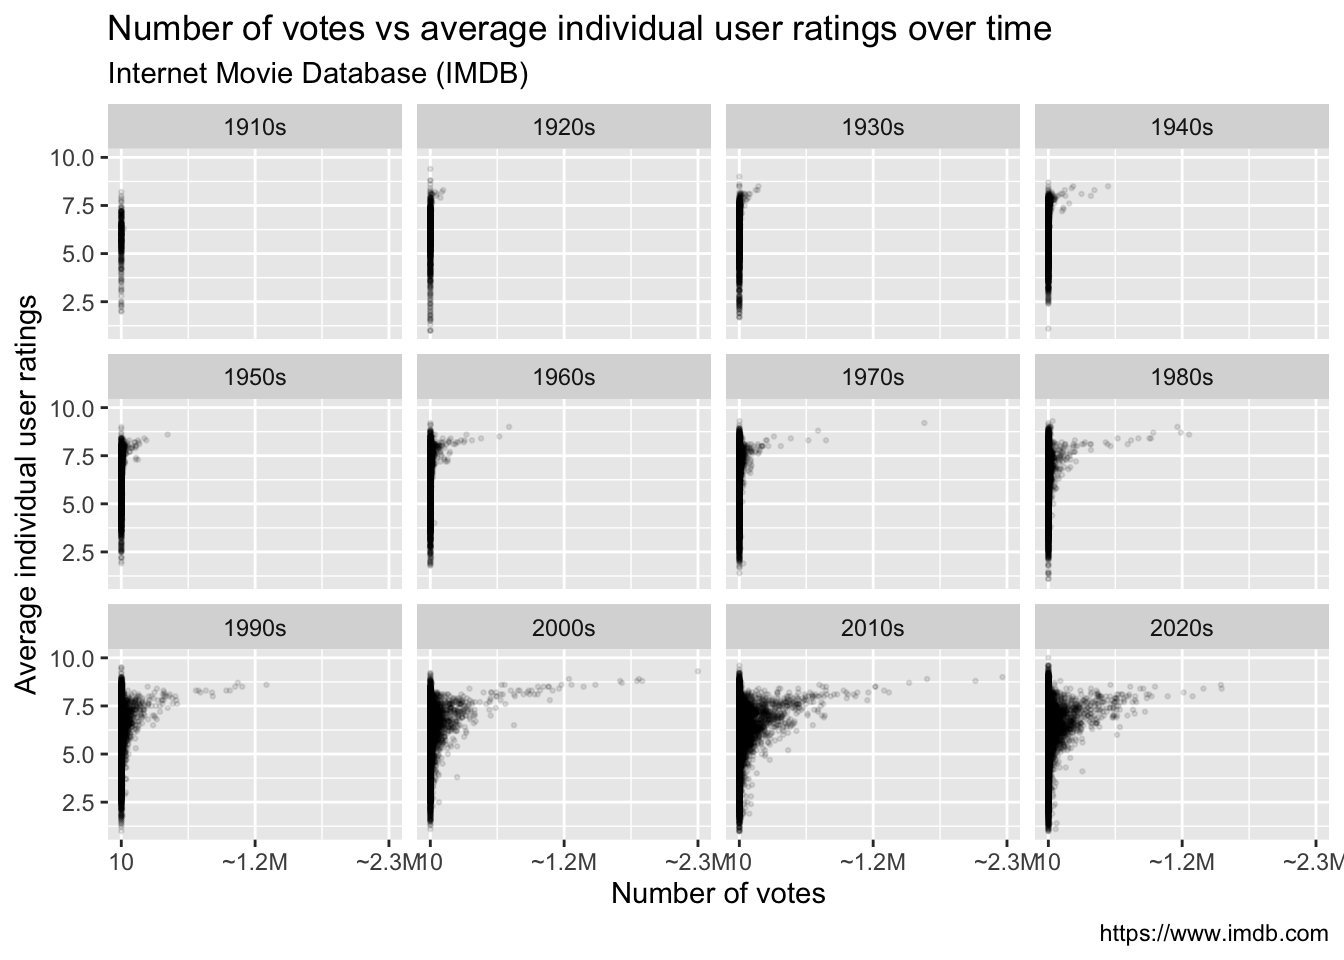 Number of votes vs average individual user ratings over time
Internet Movie Database (IMDB)
1910s 1920s 1930s 1940s
10.0
7.5
5.0
2.5
1950s 1960s 1970s 1980s
10.0
7.5
5.0
2.5
1990s 2000s 2010s 2020s
10.0
7.5
5.0
2.5
Average individual user ratings
10 ~1.2M ~2.3M 10 ~1.2M ~2.3M 10 ~1.2M ~2.3M 10 ~1.2M ~2.3M
Number of votes
https://www.imdb.com